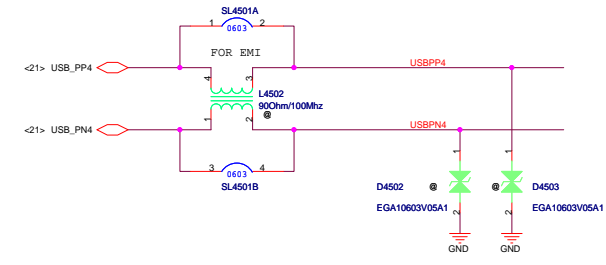 SL4501A
1 0603 2
FOR EMI
<21> USB_PP4
USBPP4
4 3
L4502
90Ohm/100Mhz
@
1 2
<21> USB_PN4
USBPN4
3 0603 4
SL4501B
1 1
D4502 @ @ D4503
EGA10603V05A1 EGA10603V05A1
2 2
GND GND